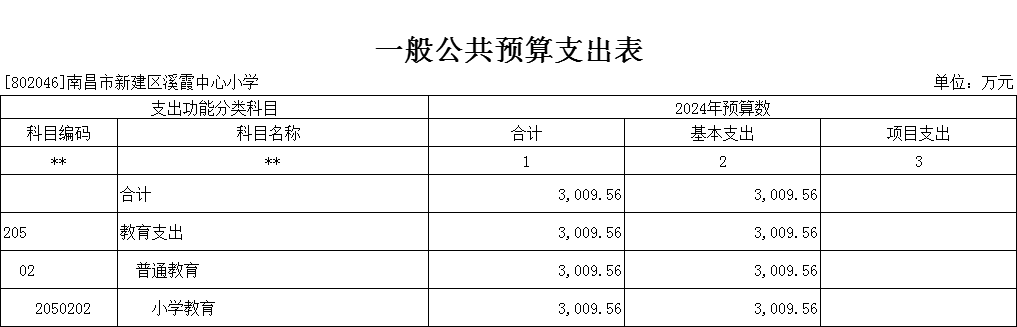 一般公共预算支出表
[802046]南昌市新建区溪霞中心小学 单位：万元
支出功能分类科目 2024年预算数
科目编码 科目名称 合计 基本支出 项目支出
** ** 1 2 3
合计 3,009.56 3,009.56
205 教育支出 3,009.56 3,009.56
02 普通教育 3,009.56 3,009.56
2050202 小学教育 3,009.56 3,009.56